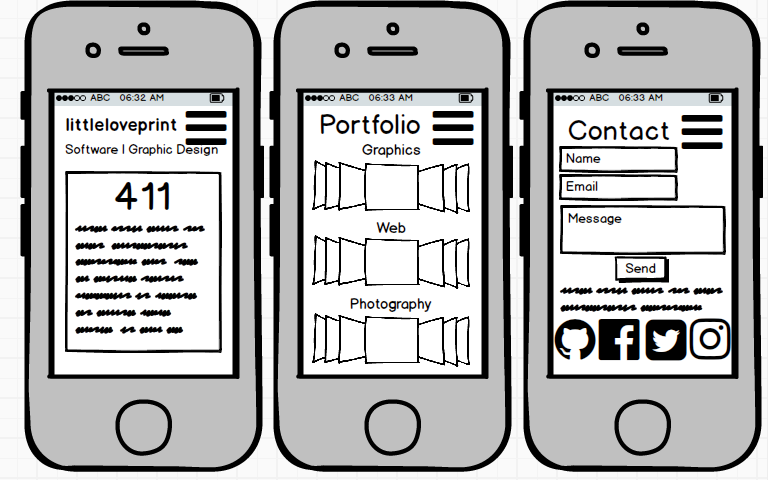 ABC 06:32 AM
littleloveprint
Software | Graphic Design
411
ABC 06:33 AM
Portfolio
Graphics
Web
Photography
ABC 06:33 AM
Contact
Name
Email
Message
Send